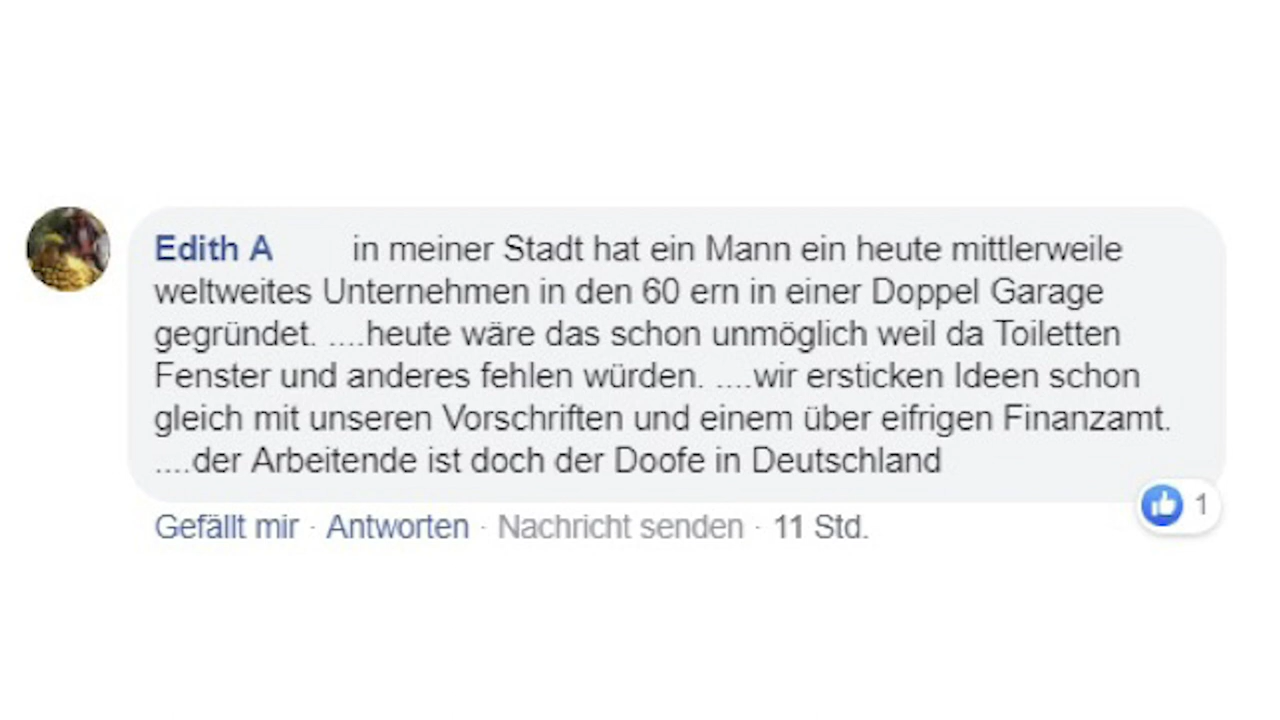 Edith A in meiner Stadt hat ein Mann ein heute mittlerweile
weltweites Unternehmen in den 60 ern in einer Doppel Garage
gegründet. ....heute wäre das schon unmöglich weil da Toiletten
Fenster und anderes fehlen würden. ....wir ersticken Ideen schon
gleich mit unseren Vorschriften und einem über eifrigen Finanzamt.
....der Arbeitende ist doch der Doofe in Deutschland
1
Gefällt mir · Antworten · Nachricht senden · 11 Std.